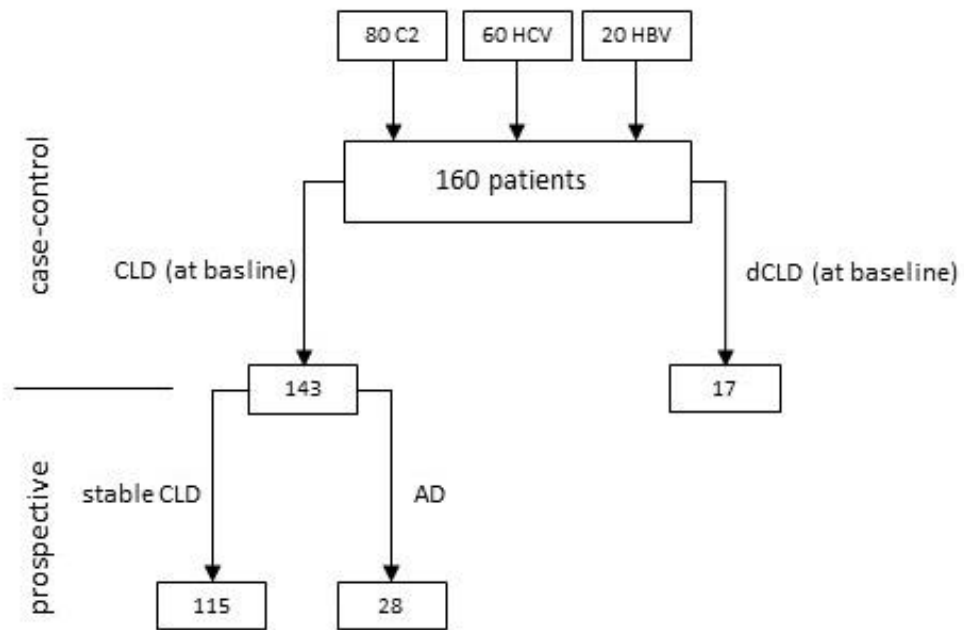 80 C2
60 HCV
20 HBV
160 patients
case-control
CLD (at basline)
dCLD (at baseline)
143
17
prospective
stable CLD
AD
115
28